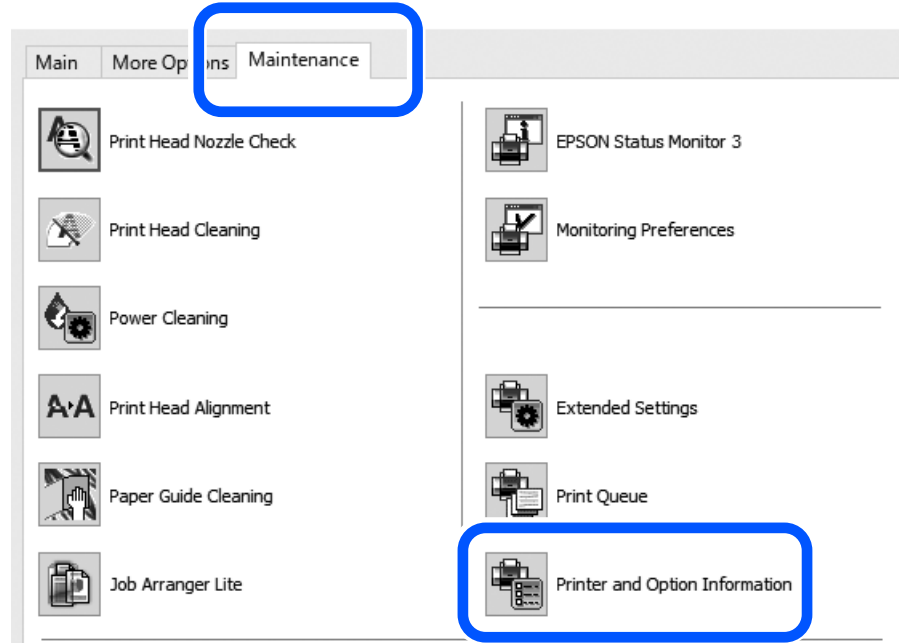 Main
More Options
Maintenance
Print Head Nozzle Check
Print Head Cleaning
Power Cleaning
A·A Print Head Alignment
Paper Guide Cleaning
Job Arranger Lite
EPSON Status Monitor 3
Monitoring Preferences
Extended Settings
Print Queue
Printer and Option Information